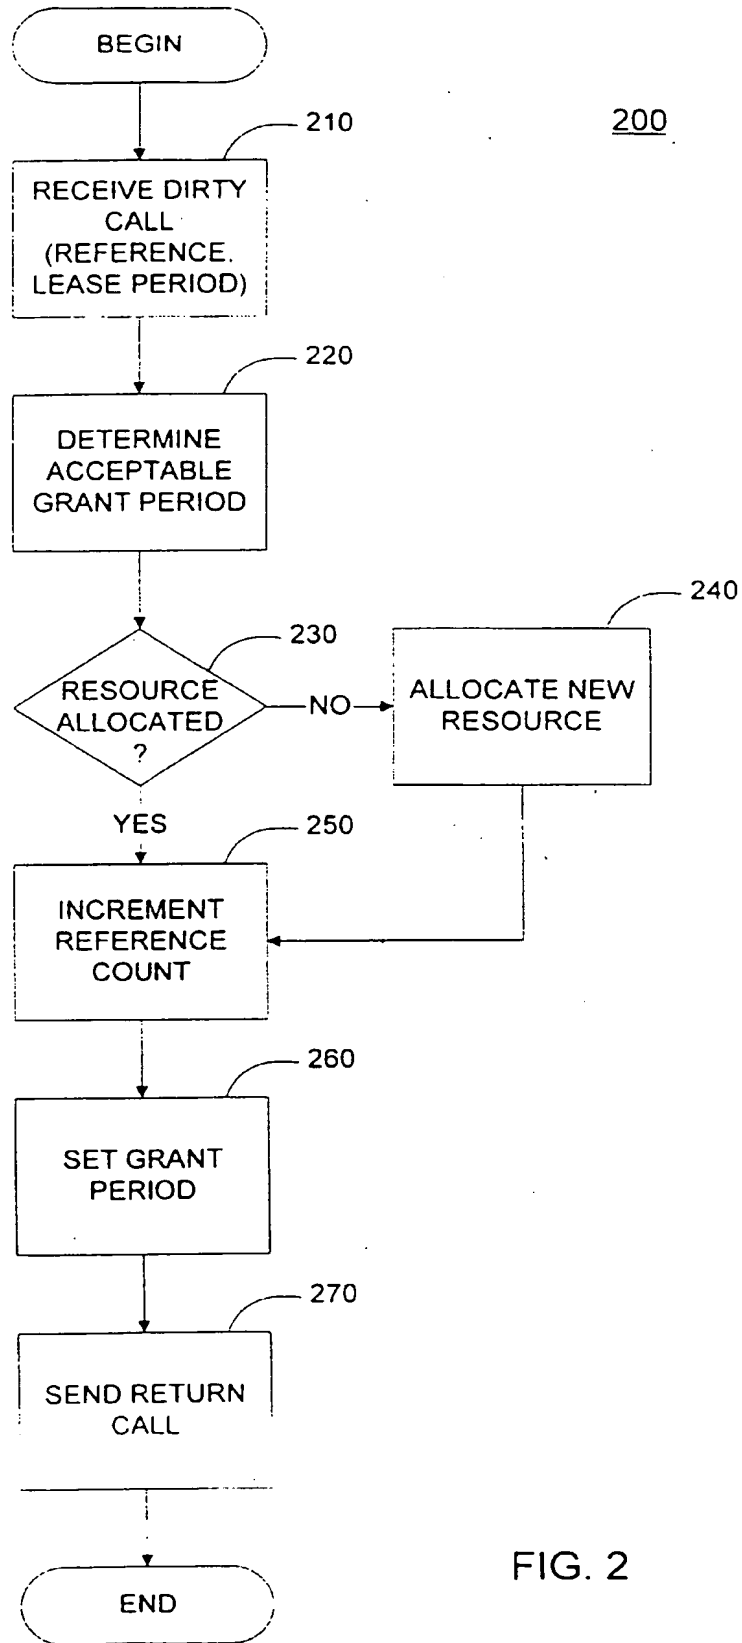 BEGIN
210
200
RECEIVE DIRTY
CALL
(REFERENCE.
LEASE PERIOD)
220
DETERMINE
ACCEPTABLE
GRANT PERIOD
230
240
RESOURCE
ALLOCATED
?
NO
ALLOCATE NEW
RESOURCE
YES
250
INCREMENT
REFERENCE
COUNT
260
SET GRANT
PERIOD
270
SEND RETURN
CALL
END
FIG. 2